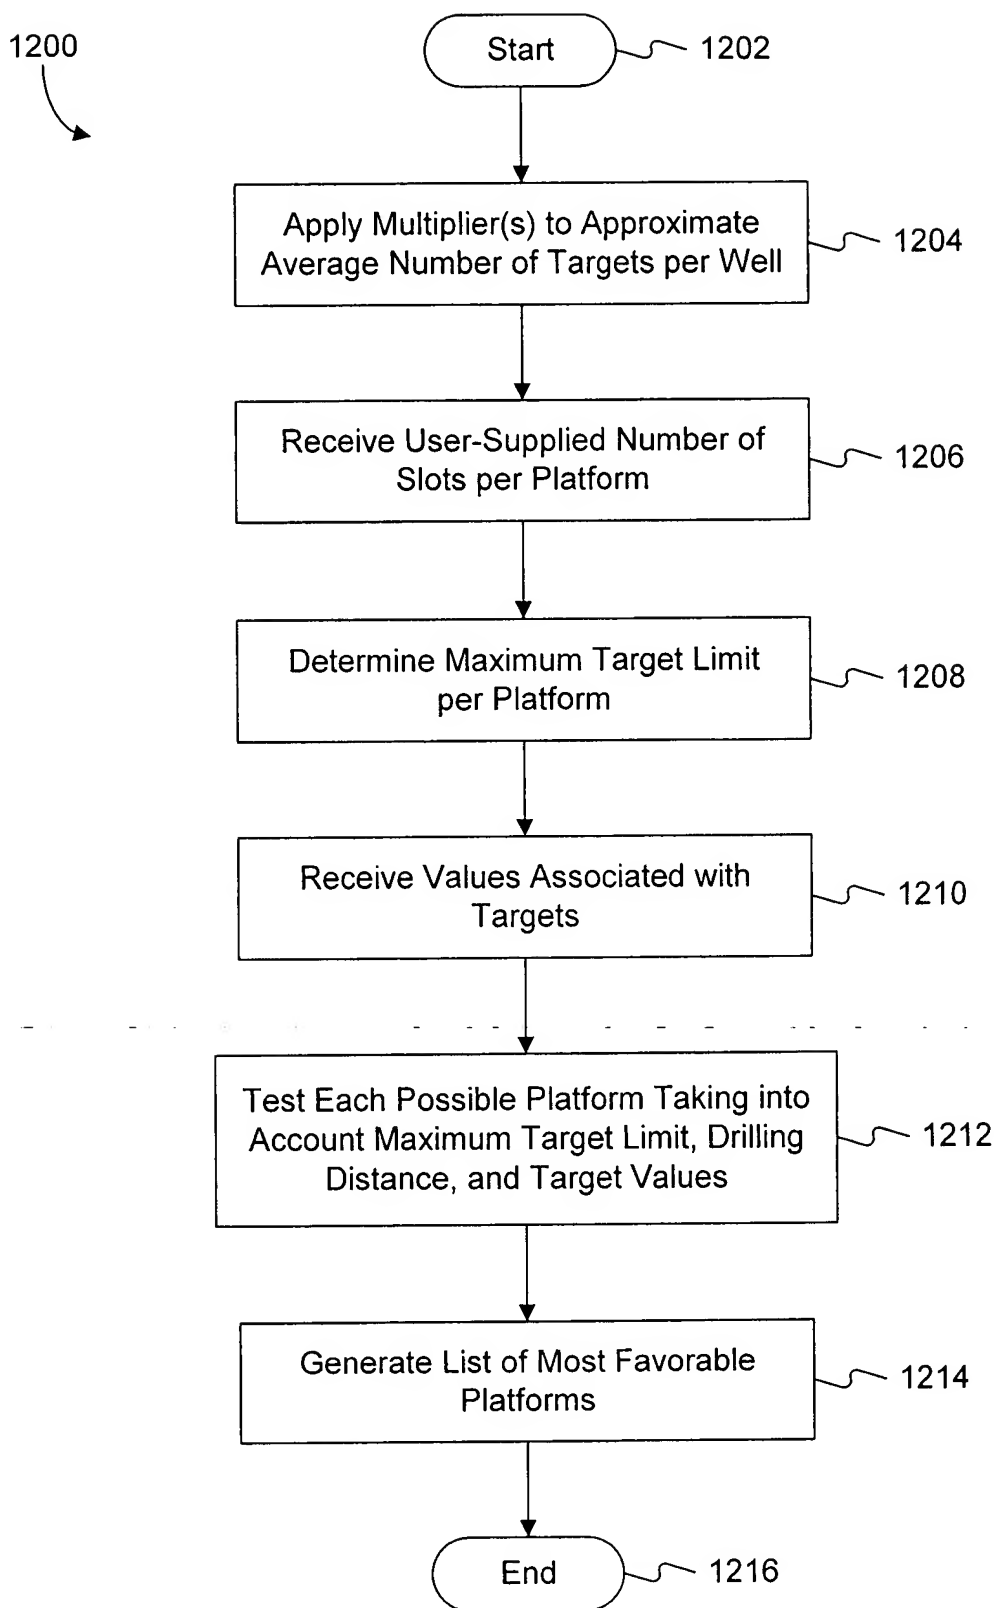 1200
Start
1202
Apply Multiplier(s) to Approximate
Average Number of Targets per Well
1204
Receive User-Supplied Number of
Slots per Platform
1206
Determine Maximum Target Limit
per Platform
1208
Receive Values Associated with
Targets
1210
Test Each Possible Platform Taking into
Account Maximum Target Limit, Drilling
Distance, and Target Values
1212
Generate List of Most Favorable
Platforms
1214
End
1216